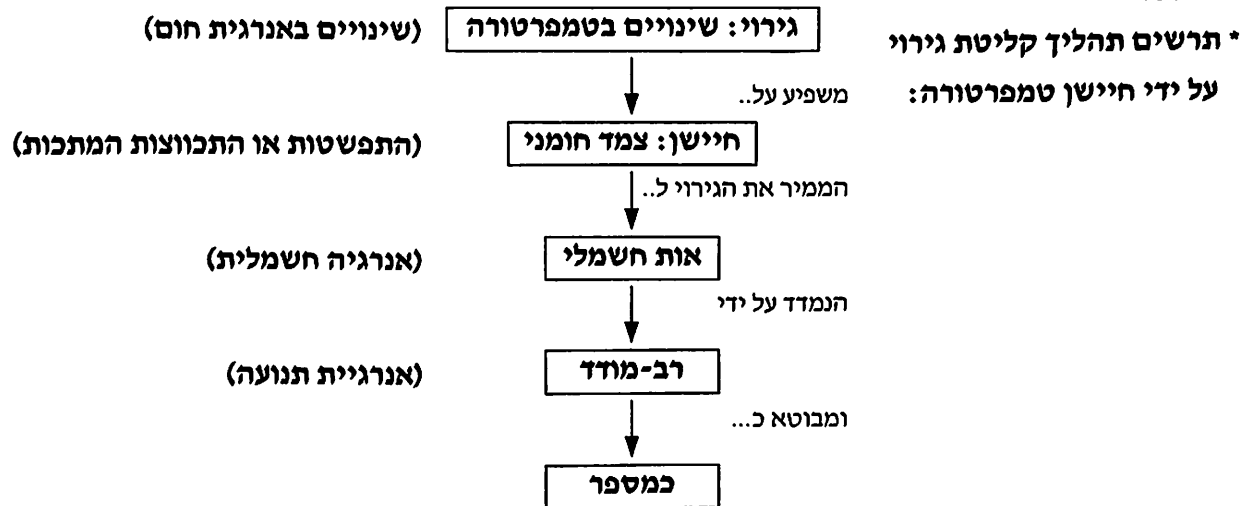 * תרשים תהליך קליטת גירוי
על ידי חיישן טמפרטורה:
גירוי: שינויים בטמפרטורה
(שינויים באנרגית חום)
משפיע על..
חיישן: צמד חומני
(התפשטות או התכווצות המתכות)
הממיר את הגירוי ל..
אות חשמלי
(אנרגיה חשמלית)
הנמדד על ידי
רב-מודד
(אנרגיית תנועה)
ומבוטא כ...
כמספר